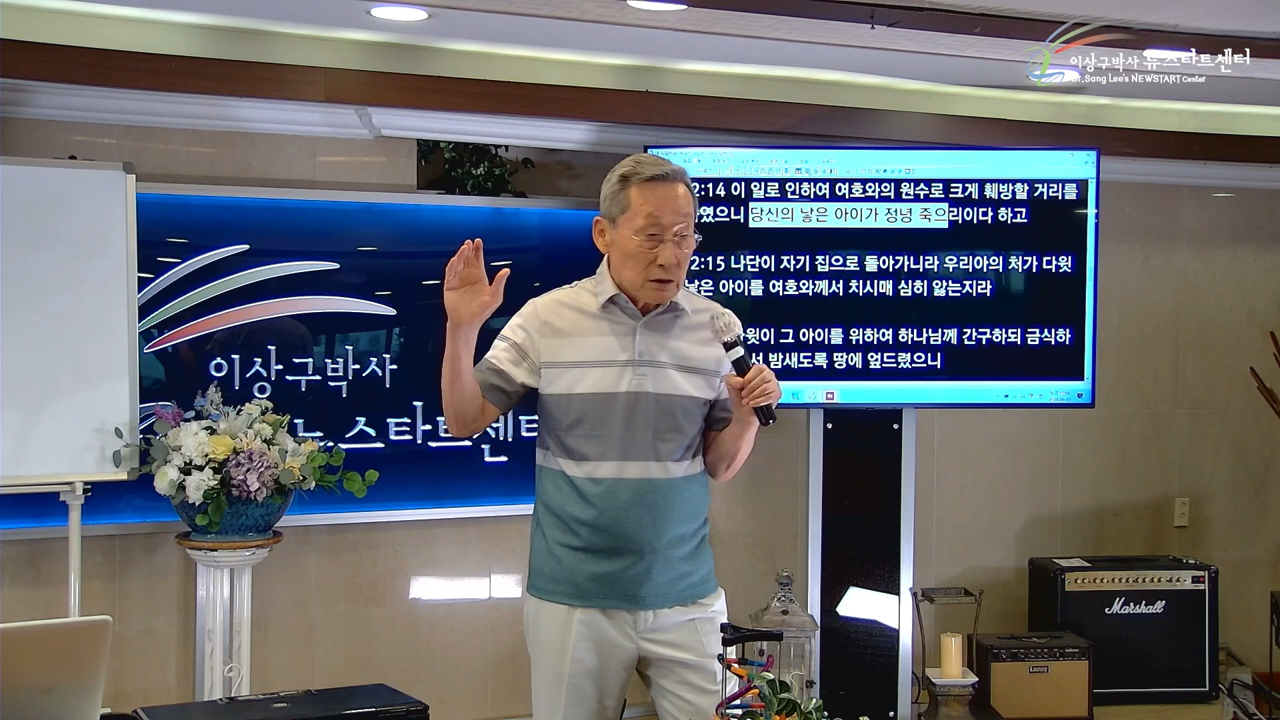 이상구박사 뉴스타트센터
Dr. Sang Lee's NEWSTART Center
2:14 이 일로 인하여 여호와의 원수로 크게 훼방할 거리를
였으니 당신의 낳은 아이가 정녕 죽으리이다 하고
2:15 나단이 자기 집으로 돌아가니라 우리아의 처가 다윗
낳은 아이를 여호와께서 치시매 심히 앓는지라
윗이 그 아이를 위하여 하나님께 간구하되 금식하
서 밤새도록 땅에 엎드렸으니
이상구박사
뉴스타트센터
Marshall
Laney